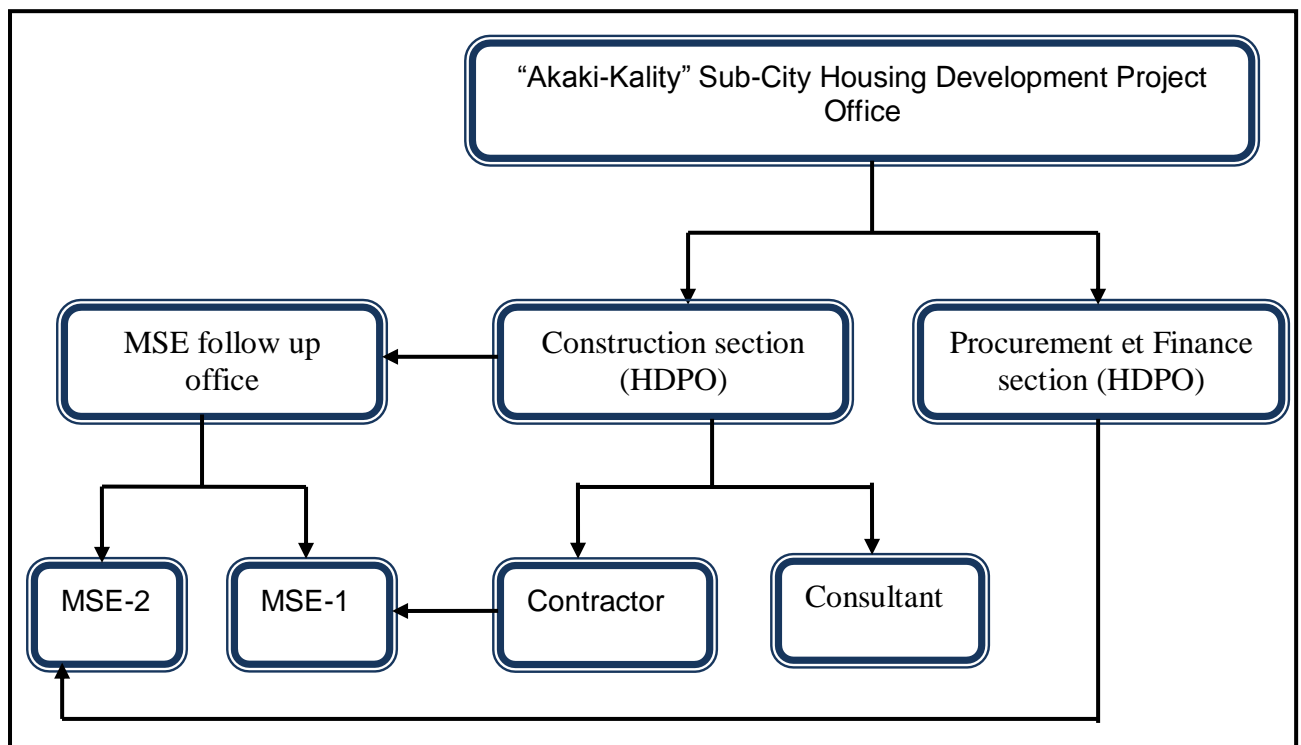 “Akaki-Kality” Sub-City Housing Development Project
Office
MSE follow up
office
Construction section
(HDPO)
Procurement et Finance
section (HDPO)
MSE-2
MSE-1
Contractor
Consultant